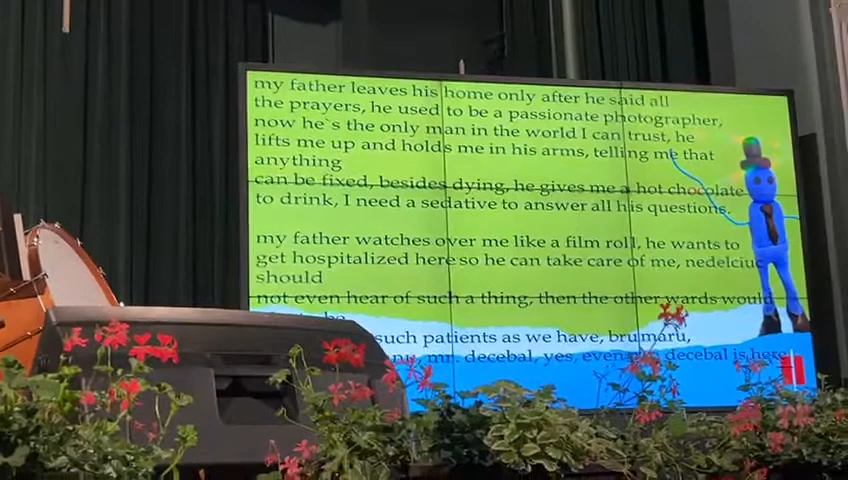 my father leaves his home only after he said all
the prayers, he used to be a passionate photographer,
now he`s the only man in the world I can trust, he
lifts me up and holds me in his arms, telling me that
anything
can be fixed, besides dying, he gives me a hot chocolate
to drink, I need a sedative to answer all his questions.
my father watches over me like a film roll, he wants to
get hospitalized here so he can take care of me, nedelciuc
should
not even hear of such a thing, then the other wards would
be
such patients as we have, brumaru,
mr. decebal, yes, even decebal is here